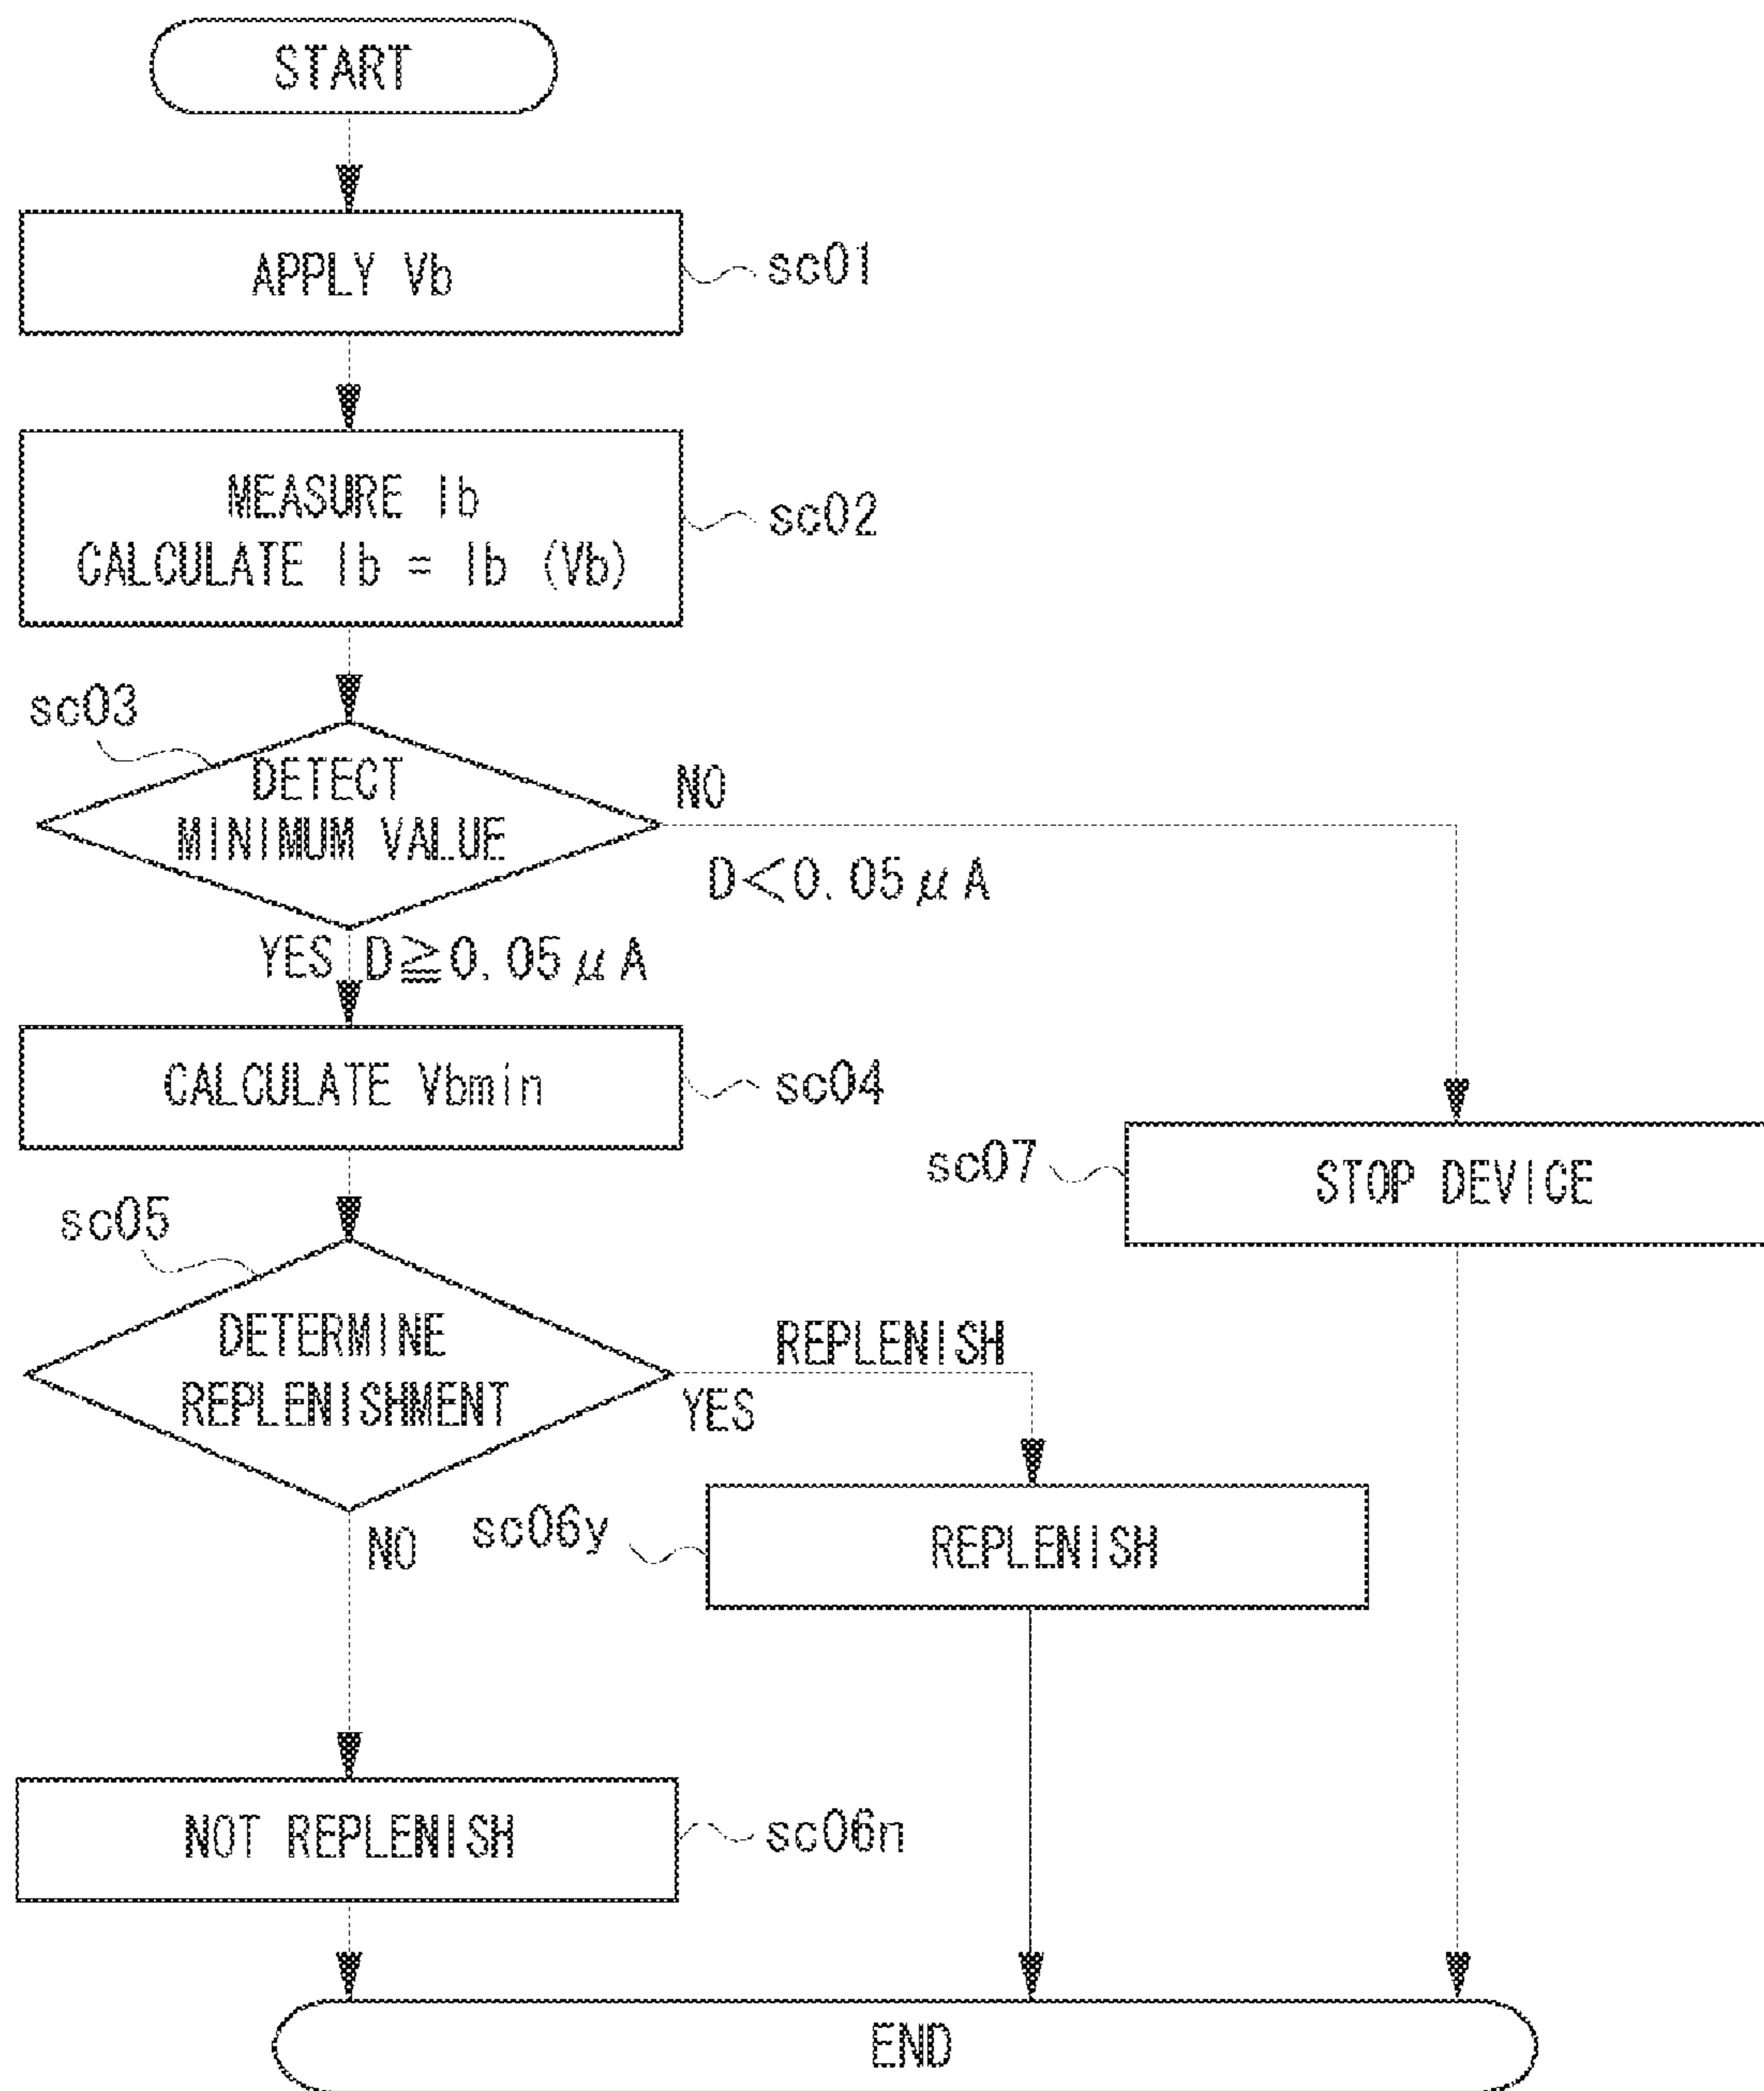 START
APPLY Vb
sc01
MEASURE Ib
CALCULATE Ib = Ib (Vb)
sc02
sc03
DETECT
MINIMUM VALUE
NO
D<0.05μA
YES D≧0.05μA
CALCULATE Vbmin
sc04
sc07
STOP DEVICE
sc05
DETERMINE
REPLENISHMENT
REPLENISH
YES
NO
sc06y
REPLENISH
NOT REPLENISH
sc06n
END